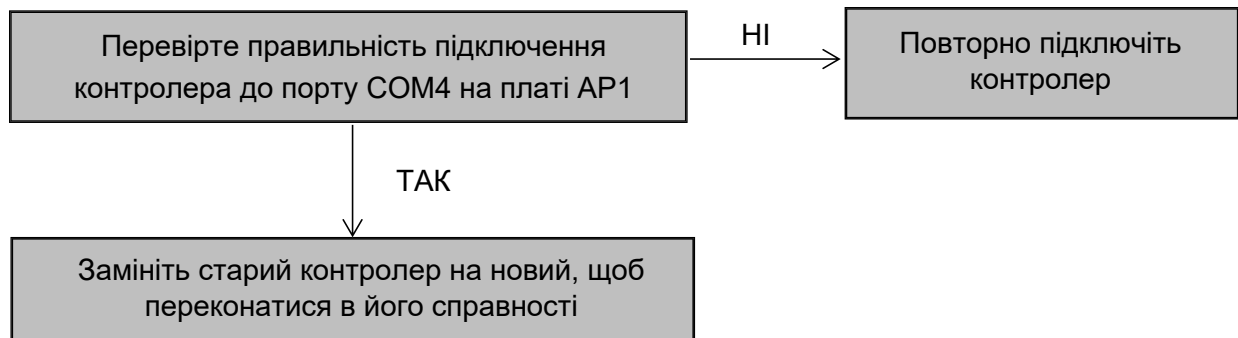 Перевірте правильність підключення
контролера до порту COM4 на платі AP1
НІ
Повторно підключіть
контролер
ТАК
Замініть старий контролер на новий, щоб
переконатися в його справності